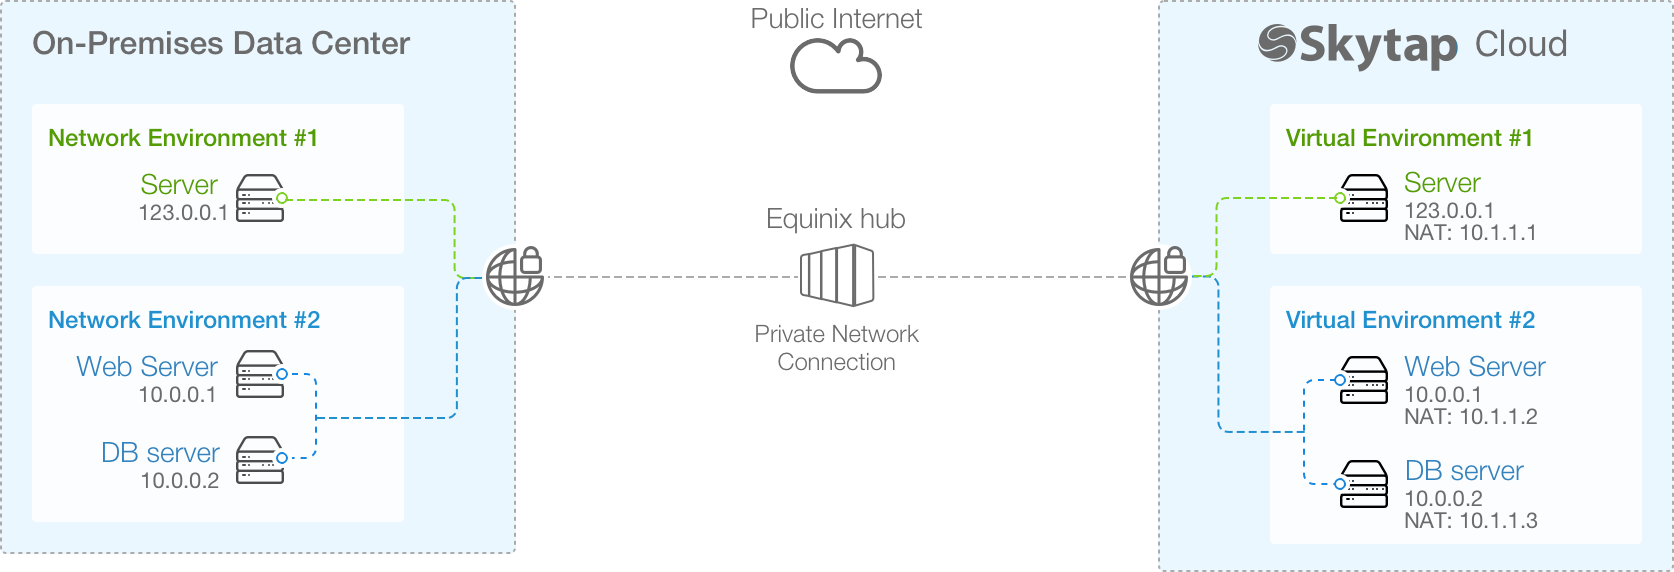 On-Premises Data Center
Network Environment #1
Server
123.0.0.1
Network Environment #2
Web Server
10.0.0.1
DB server
10.0.0.2
Public Internet
Equinix hub
Private Network
Connection
Skytap Cloud
Virtual Environment #1
Server
123.0.0.1
NAT: 10.1.1.1
Virtual Environment #2
Web Server
10.0.0.1
NAT: 10.1.1.2
DB server
10.0.0.2
NAT: 10.1.1.3